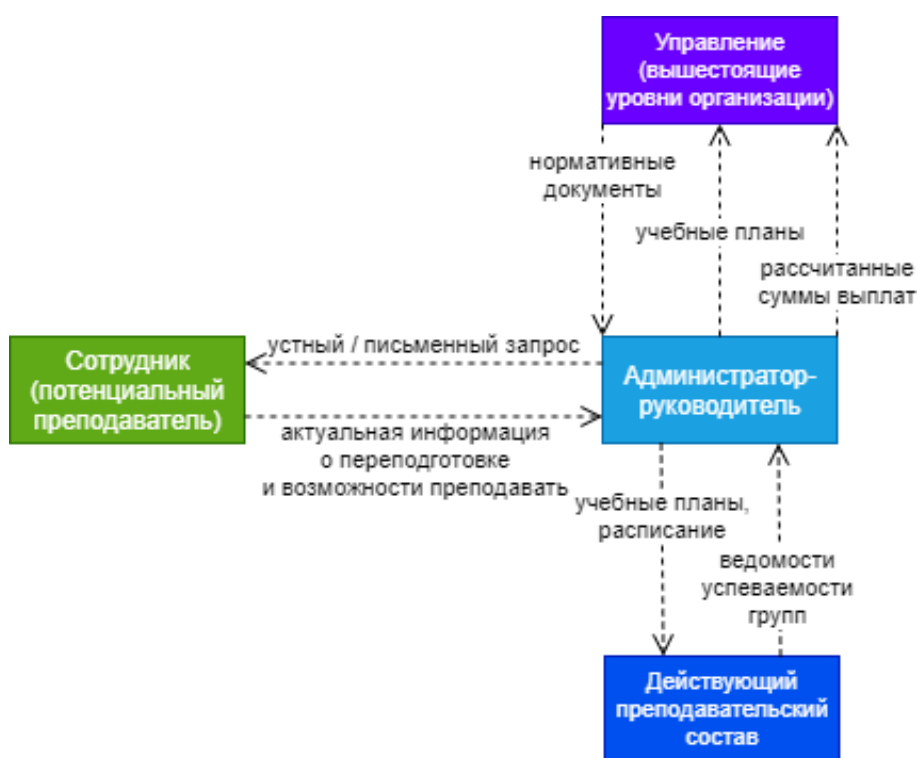 Управление
(вышестоящие
уровни организации)
нормативные
документы
учебные планы
рассчитанные
суммы выплат
устный / письменный запрос
Сотрудник
(потенциальный
преподаватель)
Администратор-
руководитель
актуальная информация
о переподготовке
и возможности преподавать
учебные планы,
расписание
ведомости
успеваемости
групп
Действующий
преподавательский
состав